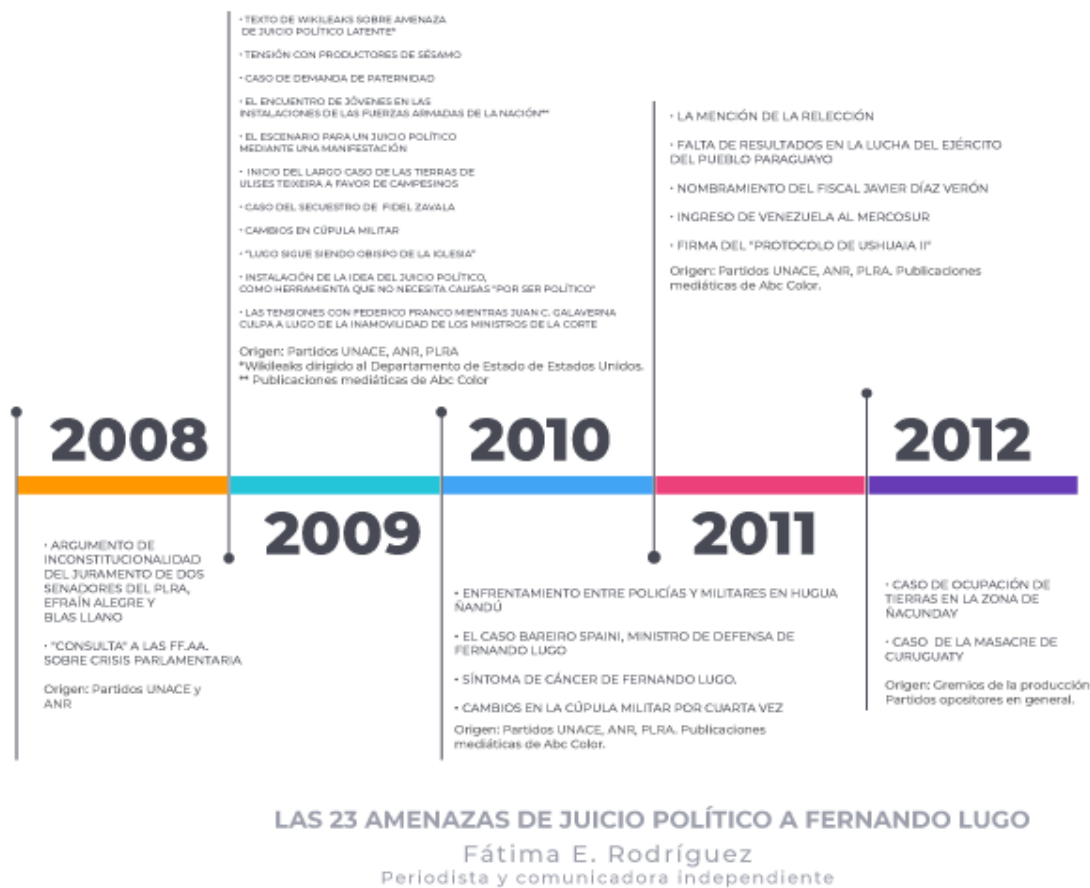 2008
• ARGUMENTO DE
INCONSTITUCIONALIDAD
DEL JURAMENTO DE DOS
SENADORES DEL PLRA,
EFRAÍN ALEGRE Y
BLAS LLANO
• "CONSULTA" A LAS FF.AA.
SOBRE CRISIS PARLAMENTARIA
Origen: Partidos UNACE y
ANR
• TEXTO DE WIKILEAKS SOBRE AMENAZA
DE JUICIO POLÍTICO LATENTE*
• TENSIÓN CON PRODUCTORES DE SÉSAMO
• CASO DE DEMANDA DE PATERNIDAD
• EL ENCUENTRO DE JÓVENES EN LAS
INSTALACIONES DE LAS FUERZAS ARMADAS DE LA NACIÓN**
• EL ESCENARIO PARA UN JUICIO POLÍTICO
MEDIANTE UNA MANIFESTACIÓN
• INICIO DEL LARGO CASO DE LAS TIERRAS DE
ULISES TEIXEIRA A FAVOR DE CAMPESINOS
• CASO DEL SECUESTRO DE FIDEL ZAVALA
• CAMBIOS EN CÚPULA MILITAR
• "LUGO SIGUE SIENDO OBISPO DE LA IGLESIA"
• INSTALACIÓN DE LA IDEA DEL JUICIO POLÍTICO,
COMO HERRAMIENTA QUE NO NECESITA CAUSAS "POR SER POLÍTICO"
• LAS TENSIONES CON FEDERICO FRANCO MIENTRAS JUAN C. GALAVERNA
CULPA A LUGO DE LA INAMOVILIDAD DE LOS MINISTROS DE LA CORTE
Origen: Partidos UNACE, ANR, PLRA
*Wikileaks dirigido al Departamento de Estado de Estados Unidos.
** Publicaciones mediáticas de Abc Color
2009
2010
• ENFRENTAMIENTO ENTRE POLICÍAS Y MILITARES EN HUGUA
ÑANDÚ
• EL CASO BAREIRO SPAINI, MINISTRO DE DEFENSA DE
FERNANDO LUGO
• SÍNTOMA DE CÁNCER DE FERNANDO LUGO.
• CAMBIOS EN LA CÚPULA MILITAR POR CUARTA VEZ
Origen: Partidos UNACE, ANR, PLRA. Publicaciones
mediáticas de Abc Color.
• LA MENCIÓN DE LA RELECCIÓN
• FALTA DE RESULTADOS EN LA LUCHA DEL EJÉRCITO
DEL PUEBLO PARAGUAYO
• NOMBRAMIENTO DEL FISCAL JAVIER DÍAZ VERÓN
• INGRESO DE VENEZUELA AL MERCOSUR
• FIRMA DEL "PROTOCOLO DE USHUAIA II"
Origen: Partidos UNACE, ANR, PLRA. Publicaciones
mediáticas de Abc Color.
2011
2012
• CASO DE OCUPACIÓN DE
TIERRAS EN LA ZONA DE
ÑACUNDAY
• CASO DE LA MASACRE DE
CURUGUATY
Origen: Gremios de la producción
Partidos opositores en general.
LAS 23 AMENAZAS DE JUICIO POLÍTICO A FERNANDO LUGO
Fátima E. Rodríguez
Periodista y comunicadora independiente